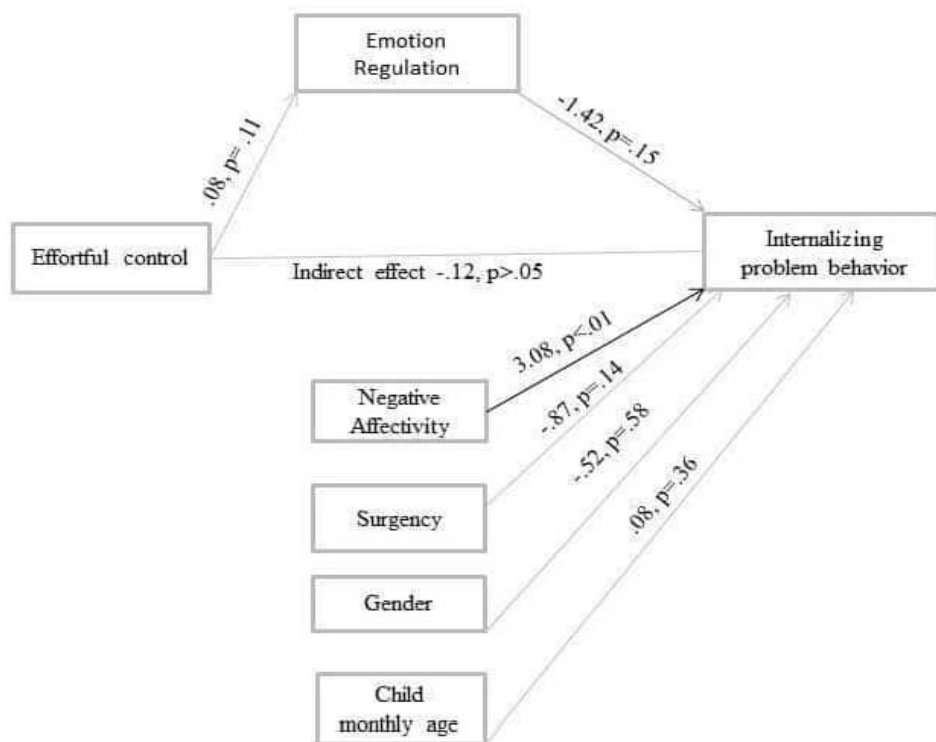 Emotion
Regulation
.08, p= .11
-1.42, p=.15
Effortful control
Internalizing
problem behavior
Indirect effect -.12, p>.05
3.08, p<.01
Negative
Affectivity
-.87, p=.14
-.52, p=.58
Surgency
.08, p=.36
Gender
Child
monthly age